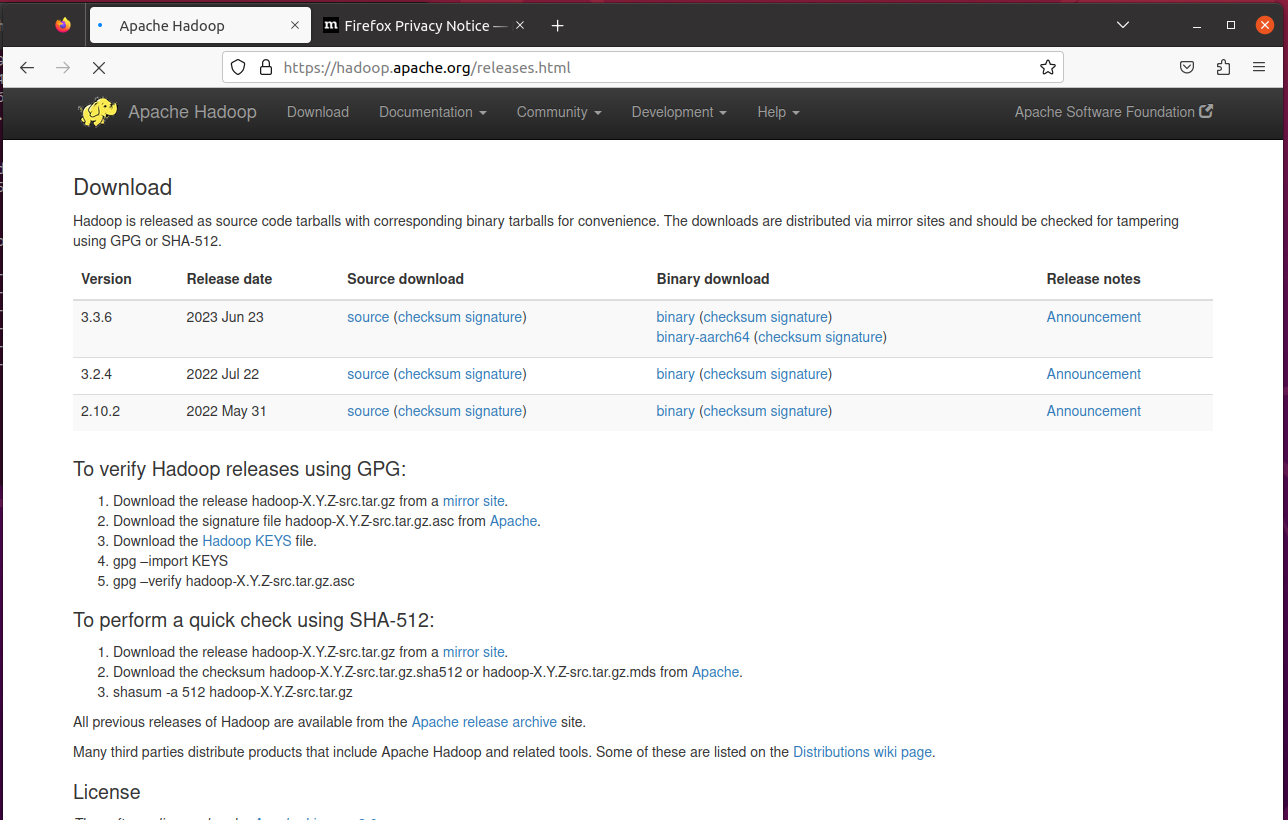 Apache Hadoop
m Firefox Privacy Notice —
https://hadoop.apache.org/releases.html
Apache Hadoop Download Documentation Community Development Help Apache Software Foundation
Download
Hadoop is released as source code tarballs with corresponding binary tarballs for convenience. The downloads are distributed via mirror sites and should be checked for tampering
using GPG or SHA-512.
Version Release date Source download Binary download Release notes
3.3.6 2023 Jun 23 source (checksum signature) binary (checksum signature) Announcement
binary-aarch64 (checksum signature)
3.2.4 2022 Jul 22 source (checksum signature) binary (checksum signature) Announcement
2.10.2 2022 May 31 source (checksum signature) binary (checksum signature) Announcement
To verify Hadoop releases using GPG:
1. Download the release hadoop-X.Y.Z-src.tar.gz from a mirror site.
2. Download the signature file hadoop-X.Y.Z-src.tar.gz.asc from Apache.
3. Download the Hadoop KEYS file.
4. gpg –import KEYS
5. gpg –verify hadoop-X.Y.Z-src.tar.gz.asc
To perform a quick check using SHA-512:
1. Download the release hadoop-X.Y.Z-src.tar.gz from a mirror site.
2. Download the checksum hadoop-X.Y.Z-src.tar.gz.sha512 or hadoop-X.Y.Z-src.tar.gz.mds from Apache.
3. shasum -a 512 hadoop-X.Y.Z-src.tar.gz
All previous releases of Hadoop are available from the Apache release archive site.
Many third parties distribute products that include Apache Hadoop and related tools. Some of these are listed on the Distributions wiki page.
License